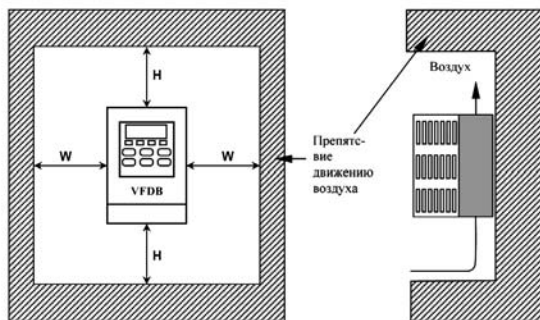 H
W
W
VFDB
H
Препятс-
вие
движению
воздуха
Воздух